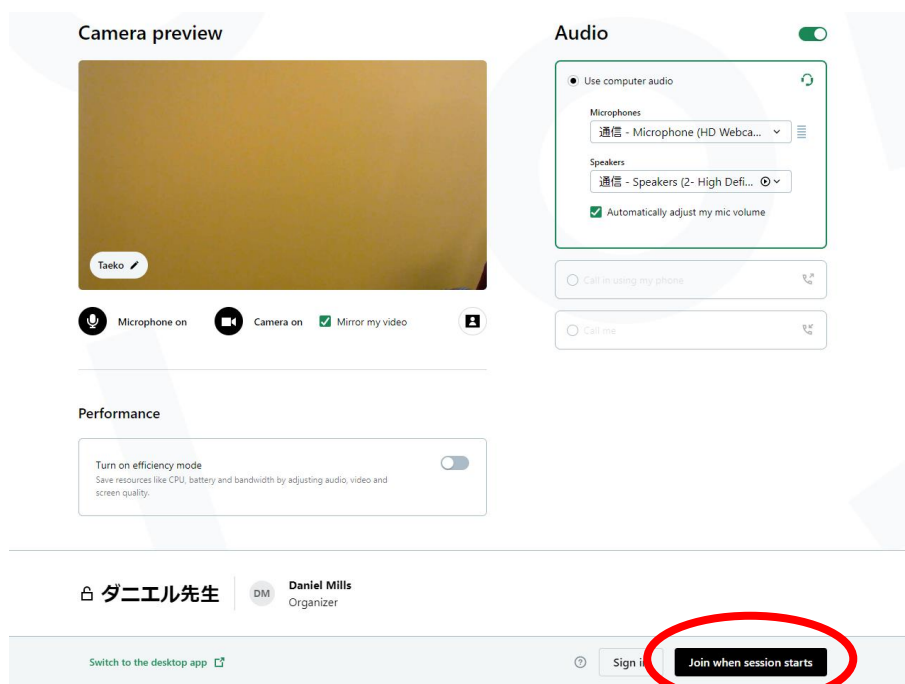 Camera preview
Taeko
Microphone on
Camera on
Mirror my video
Performance
Turn on efficiency mode
Save resources like CPU, battery and bandwidth by adjusting audio, video and
screen quality.
Audio
Use computer audio
Microphones
通信 - Microphone (HD Webca...
Speakers
通信 - Speakers (2- High Defi...
Automatically adjust my mic volume
Call in using my phone
Call me
ダニエル先生
DM
Daniel Mills
Organizer
Switch to the desktop app
Sign
Join when session starts